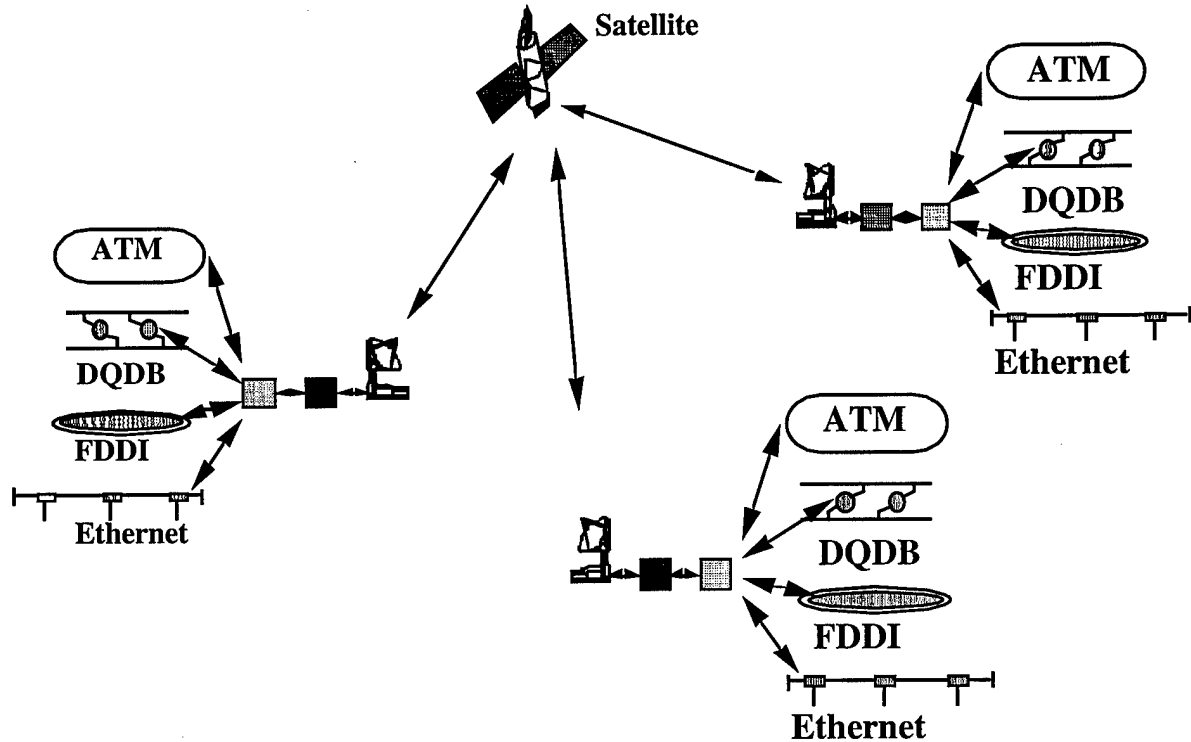 Satellite
ATM
DQDB
FDDI
Ethernet
ATM
DQDB
FDDI
Ethernet
ATM
DQDB
FDDI
Ethernet